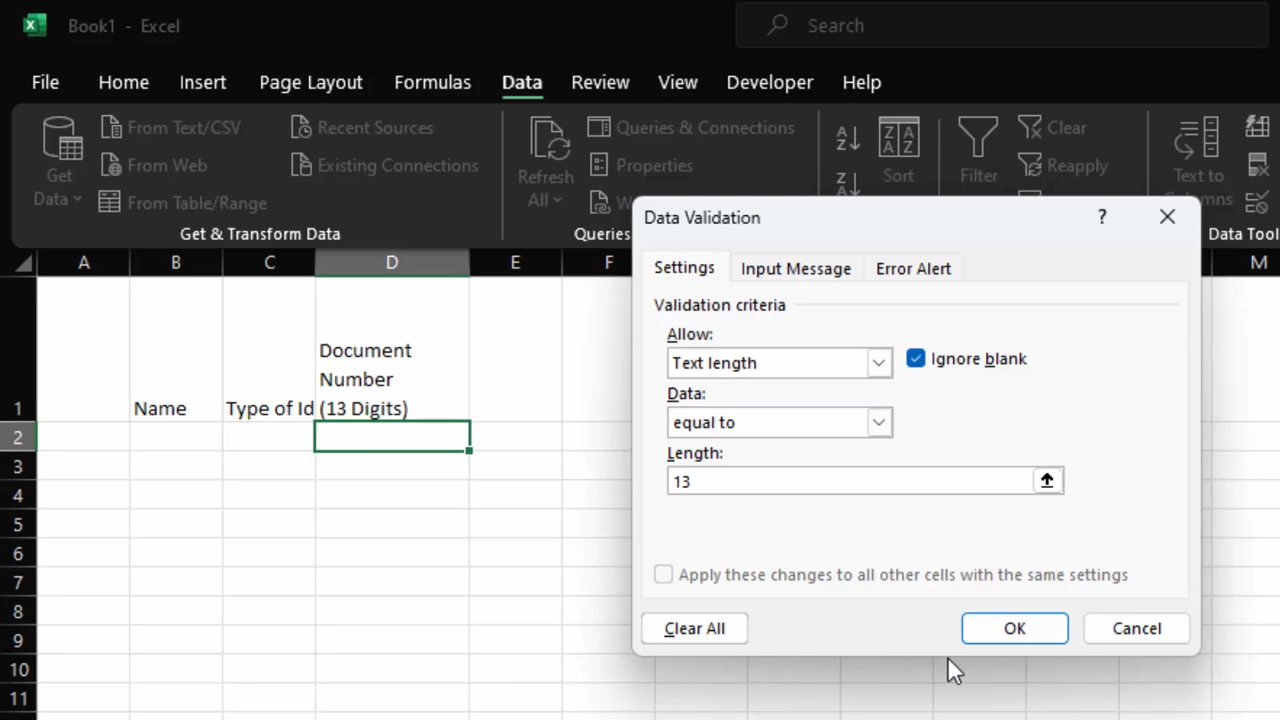 Book1 - Excel
Search
File Home Insert Page Layout Formulas Data Review View Developer Help
Get Data
From Text/CSV
From Web
From Table/Range
Recent Sources
Existing Connections
Get & Transform Data
Refresh All
Queries & Connections
Properties
W
Queries
A Z
Z A
Z A A Z
Sort
Filter
Clear
Reapply
Text to
mns
Data Tool
A B C D E F M
1
2
3
4
5
6
7
8
9
10
11
Name
Type of Id
Document
Number
(13 Digits)
Data Validation
?
Settings Input Message Error Alert
Validation criteria
Allow:
Text length
Ignore blank
Data:
equal to
Length:
13
Apply these changes to all other cells with the same settings
Clear All OK Cancel